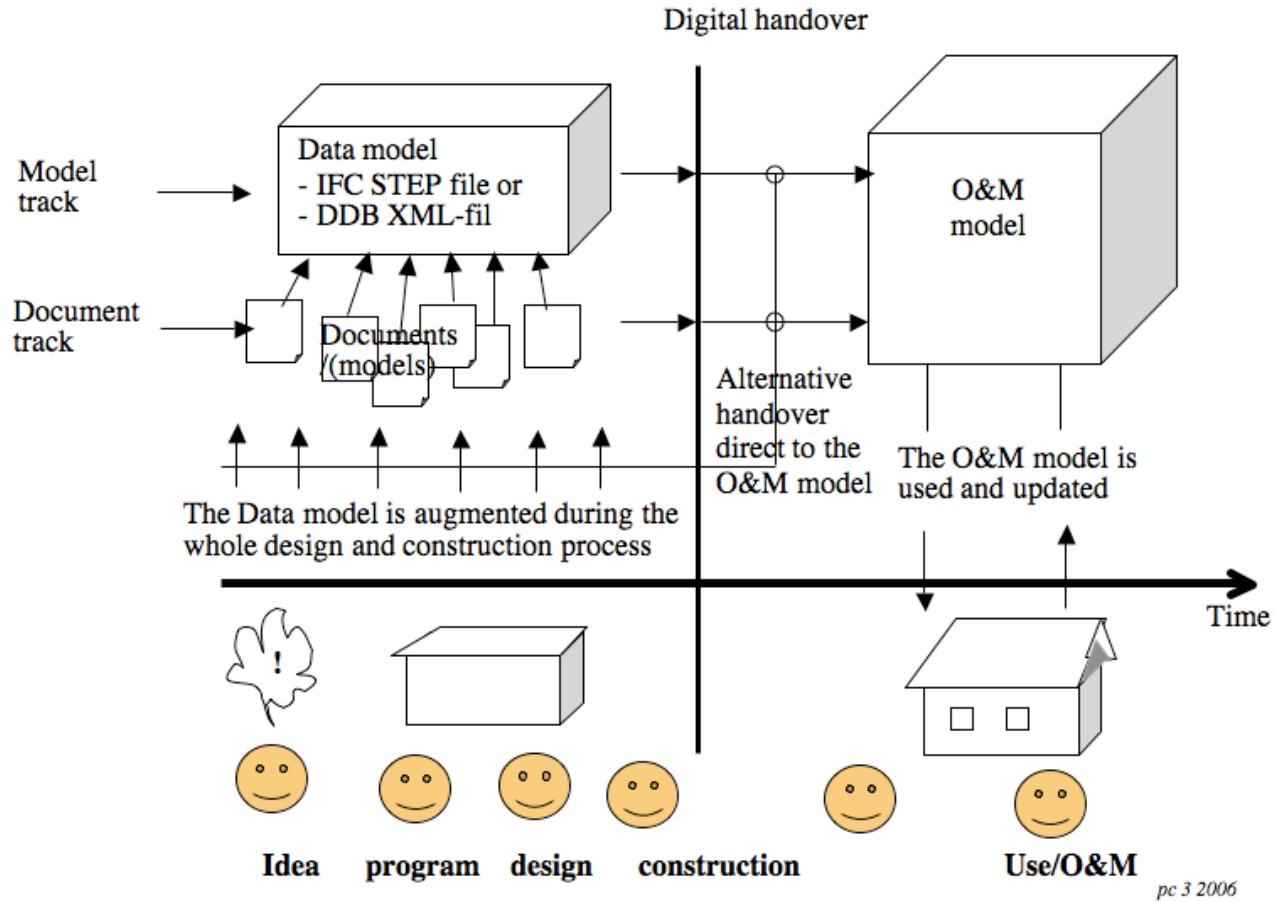 Digital handover
Model
track
Data model
- IFC STEP file or
- DDB XML-fil
O&M
model
Document
track
Documents
/(models)
Alternative
handover
direct to the
O&M model
The O&M model is
used and updated
The Data model is augmented during the
whole design and construction process
Time
!
Idea program design construction Use/O&M
pc 3 2006